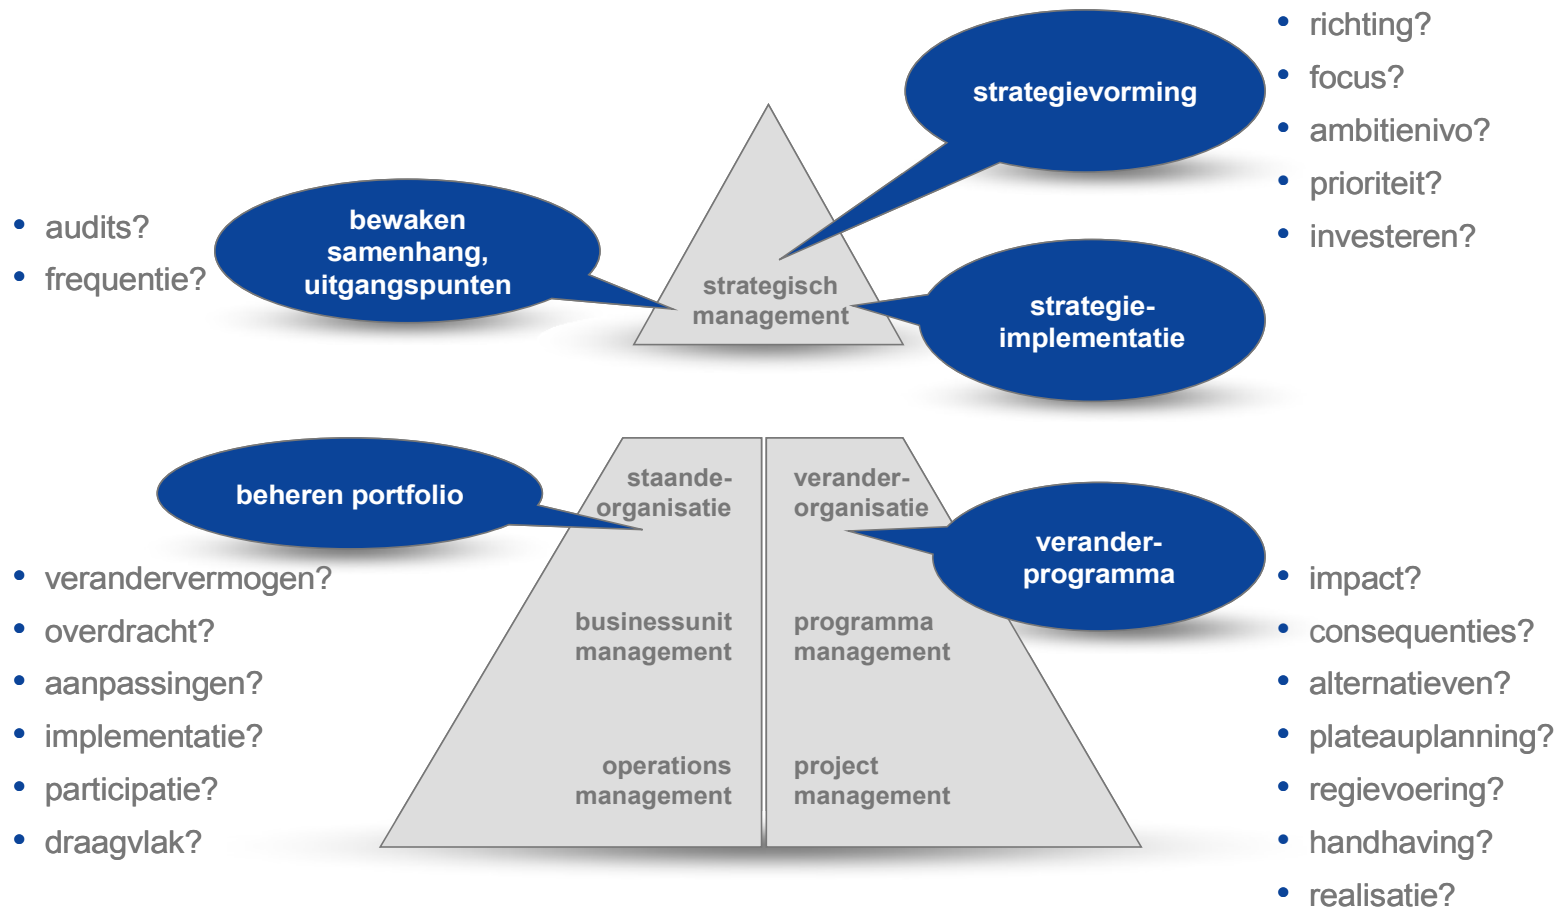 strategievorming
• richting?
• focus?
• ambitienivo?
• prioriteit?
• investeren?
• audits?
• frequentie?
bewaken
samenhang,
uitgangspunten
strategisch
management
strategie-
implementatie
beheren portfolio
staande-
organisatie
verander-
organisatie
verander-
programma
businessunit
management
programma
management
operations
management
project
management
• verandervermogen?
• overdracht?
• aanpassingen?
• implementatie?
• participatie?
• draagvlak?
• impact?
• consequenties?
• alternatieven?
• plateauplanning?
• regievoering?
• handhaving?
• realisatie?